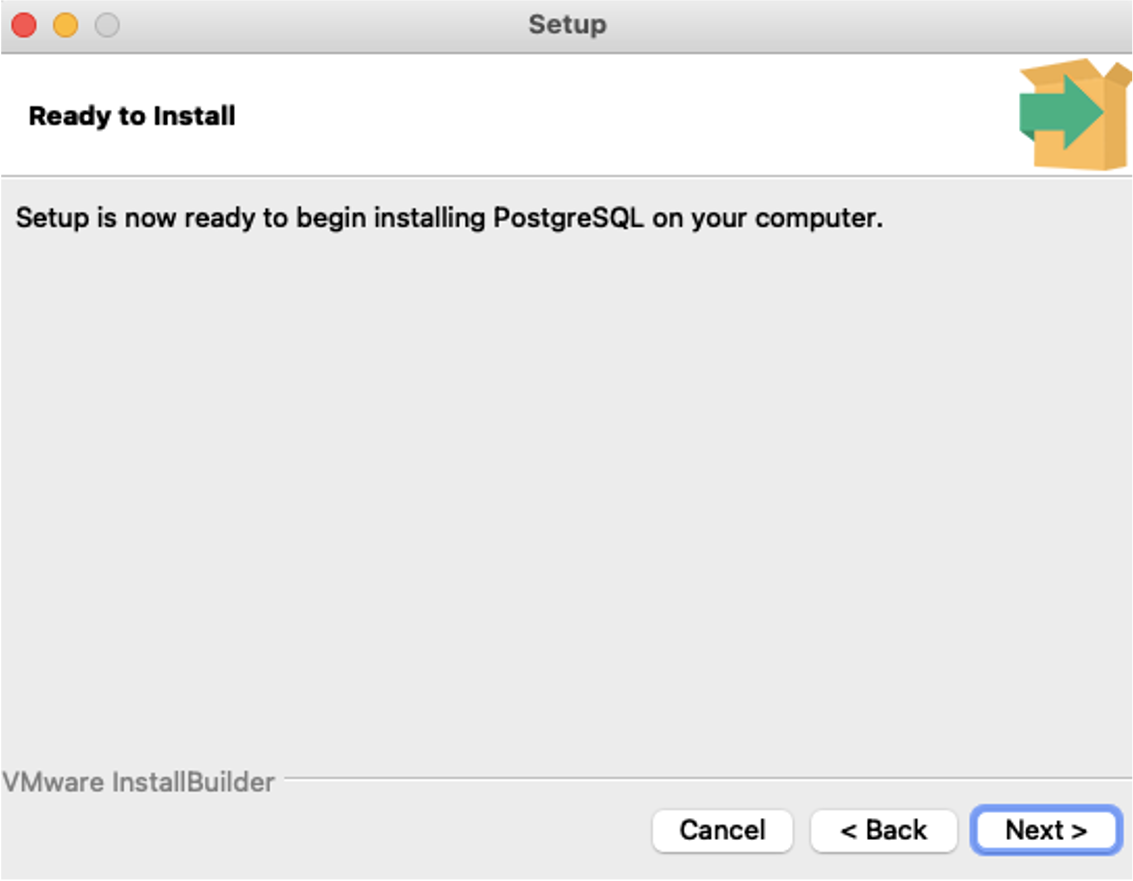 Setup
Ready to Install
Setup is now ready to begin installing PostgreSQL on your computer.
VMware InstallBuilder
Cancel
< Back
Next >